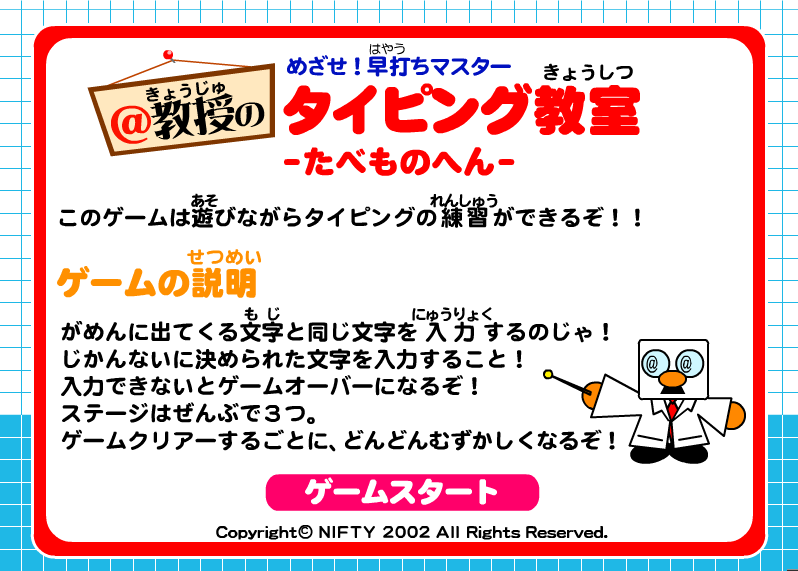 めざせ！早打ちマスター
はやう
@教授の
きょうじゅ
タイピング教室
きょうしつ
-たべものへん-
このゲームは遊びながらタイピングの練習ができるぞ！！
あそ れんしゅう
ゲームの説明
せつめい
がめんに出てくる文字と同じ文字を入力するのじゃ！
もじ にゅうりょく
じかんないに決められた文字を入力すること！
入力できないとゲームオーバーになるぞ！
ステージはぜんぶで３つ。
ゲームクリアーするごとに、どんどんむずかしくなるぞ！
@ @
ゲームスタート
Copyright© NIFTY 2002 All Rights Reserved.